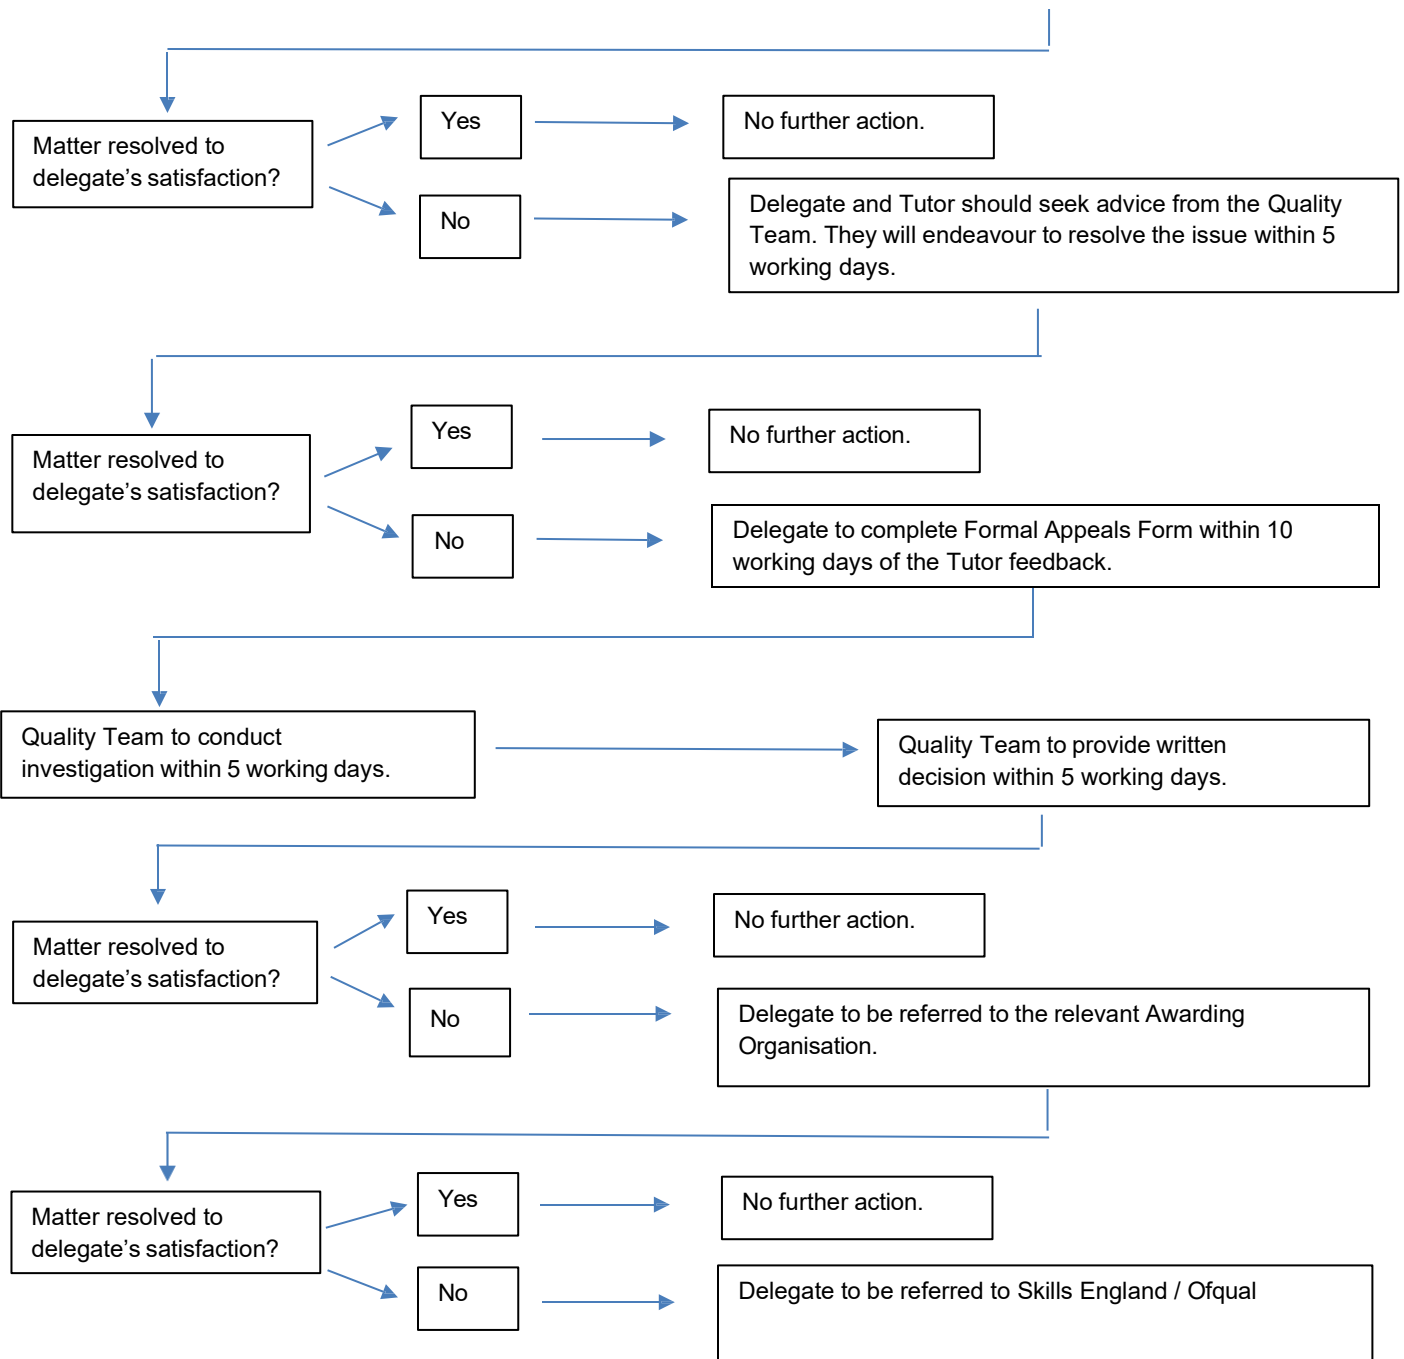 Yes
No further action.
Matter resolved to
delegate’s satisfaction?
No
Delegate and Tutor should seek advice from the Quality
Team. They will endeavour to resolve the issue within 5
working days.
Yes
No further action.
Matter resolved to
delegate’s satisfaction?
No
Delegate to complete Formal Appeals Form within 10
working days of the Tutor feedback.
Quality Team to conduct
investigation within 5 working days.
Quality Team to provide written
decision within 5 working days.
Yes
No further action.
Matter resolved to
delegate’s satisfaction?
No
Delegate to be referred to the relevant Awarding
Organisation.
Yes
No further action.
Matter resolved to
delegate’s satisfaction?
No
Delegate to be referred to Skills England / Ofqual